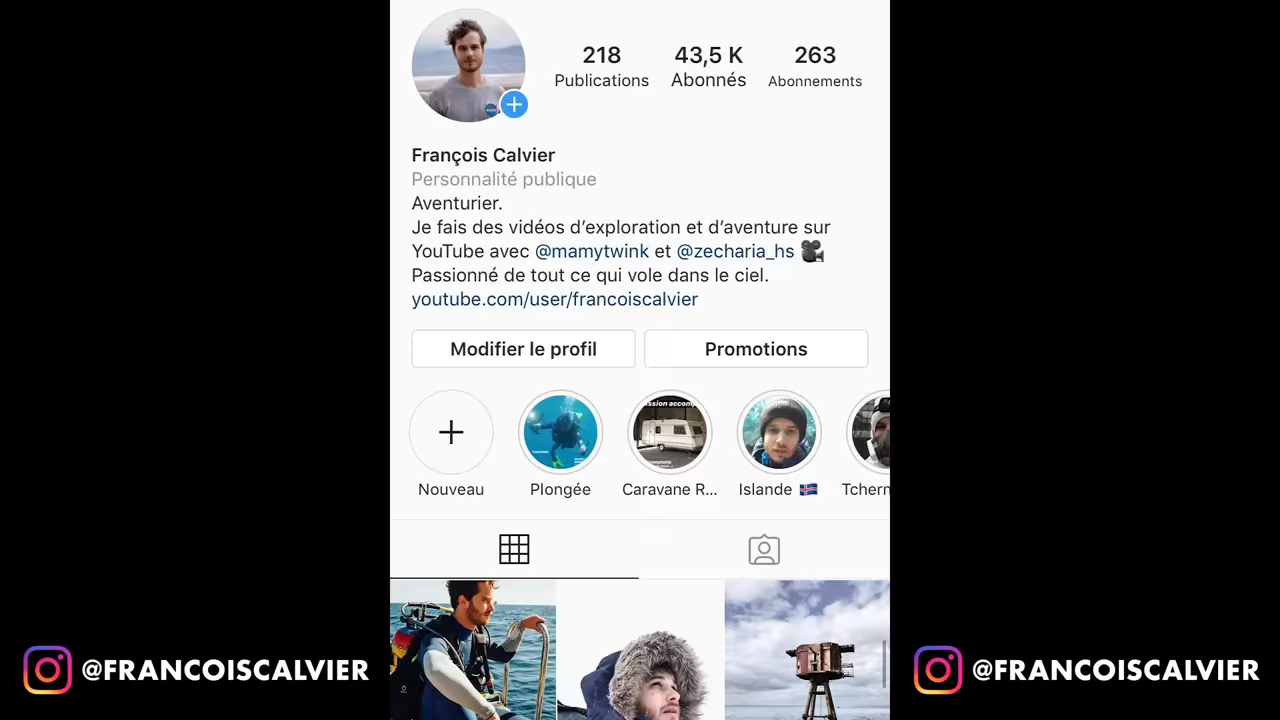 218 43,5 K 263
Publications Abonnés Abonnements
François Calvier
Personnalité publique
Aventurier.
Je fais des vidéos d’exploration et d’aventure sur
YouTube avec @mamytwink et @zecharia_hs 🎥
Passionné de tout ce qui vole dans le ciel.
youtube.com/user/francoiscalvier
Modifier le profil Promotions
Nouveau Plongée Caravane R... Islande 🇮🇸 Tchern
@FRANCOISCALVIER @FRANCOISCALVIER